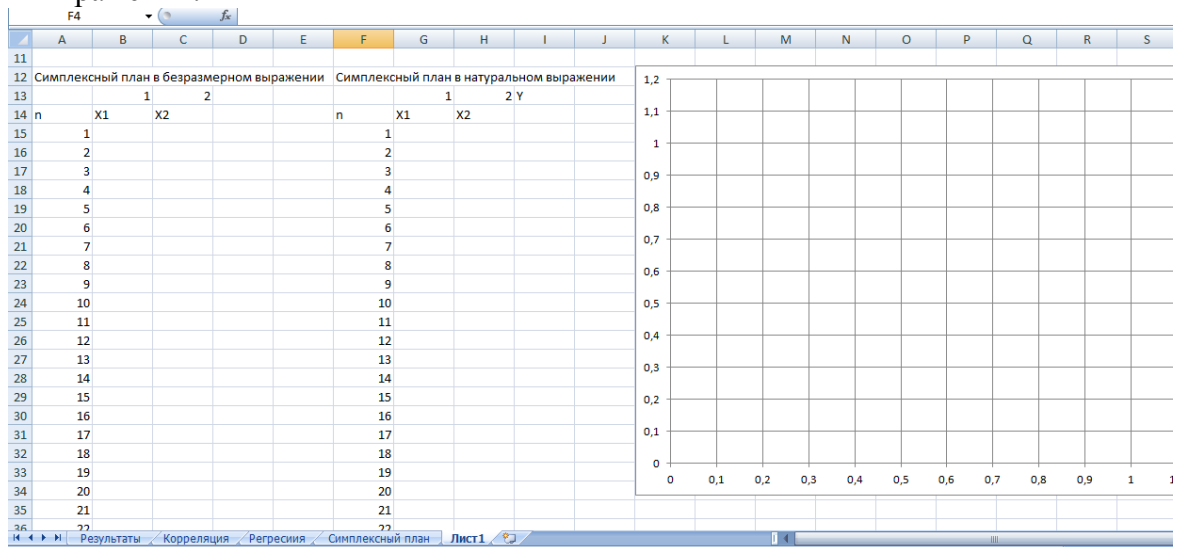 F4 fx
A B C D E F G H I J K L M N O P Q R S
11
12 Симплексный план в безразмерном выражении Симплексный план в натуральном выражении
13 1 2 1 2 Y
14 n X1 X2 n X1 X2
15 1 1
16 2 2
17 3 3
18 4 4
19 5 5
20 6 6
21 7 7
22 8 8
23 9 9
24 10 10
25 11 11
26 12 12
27 13 13
28 14 14
29 15 15
30 16 16
31 17 17
32 18 18
33 19 19
34 20 20
35 21 21
36 22 22
1,2
1,1
1
0,9
0,8
0,7
0,6
0,5
0,4
0,3
0,2
0,1
0
0 0,1 0,2 0,3 0,4 0,5 0,6 0,7 0,8 0,9 1
Результаты Корреляция Регресиия Симплексный план Лист1